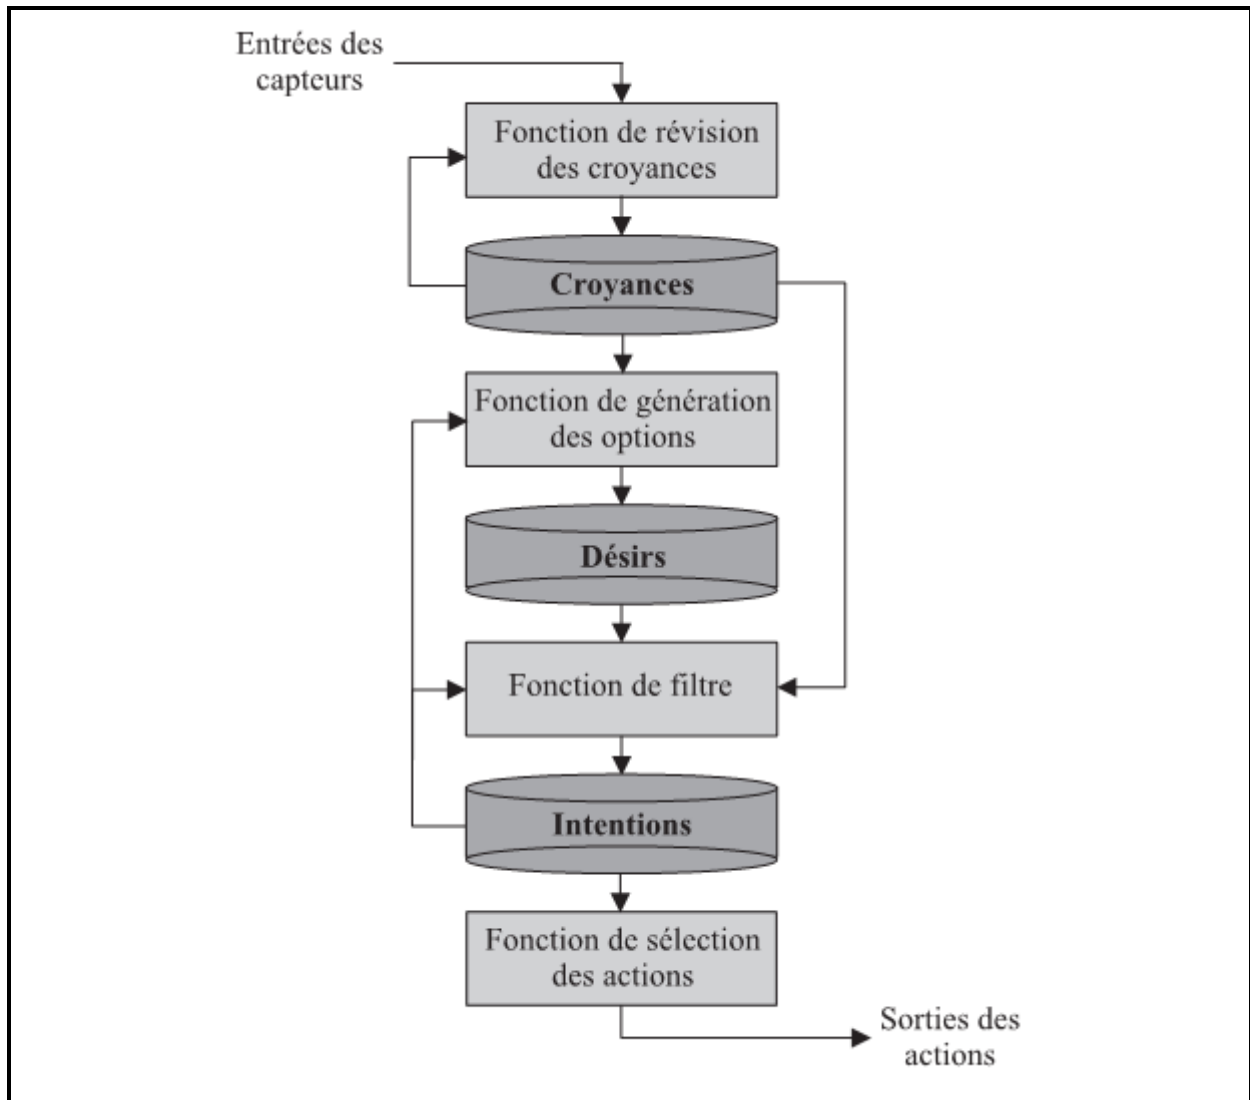 Entrées des
capteurs
Fonction de révision
des croyances
Croyances
Fonction de génération
des options
Désirs
Fonction de filtre
Intentions
Fonction de sélection
des actions
Sorties des
actions